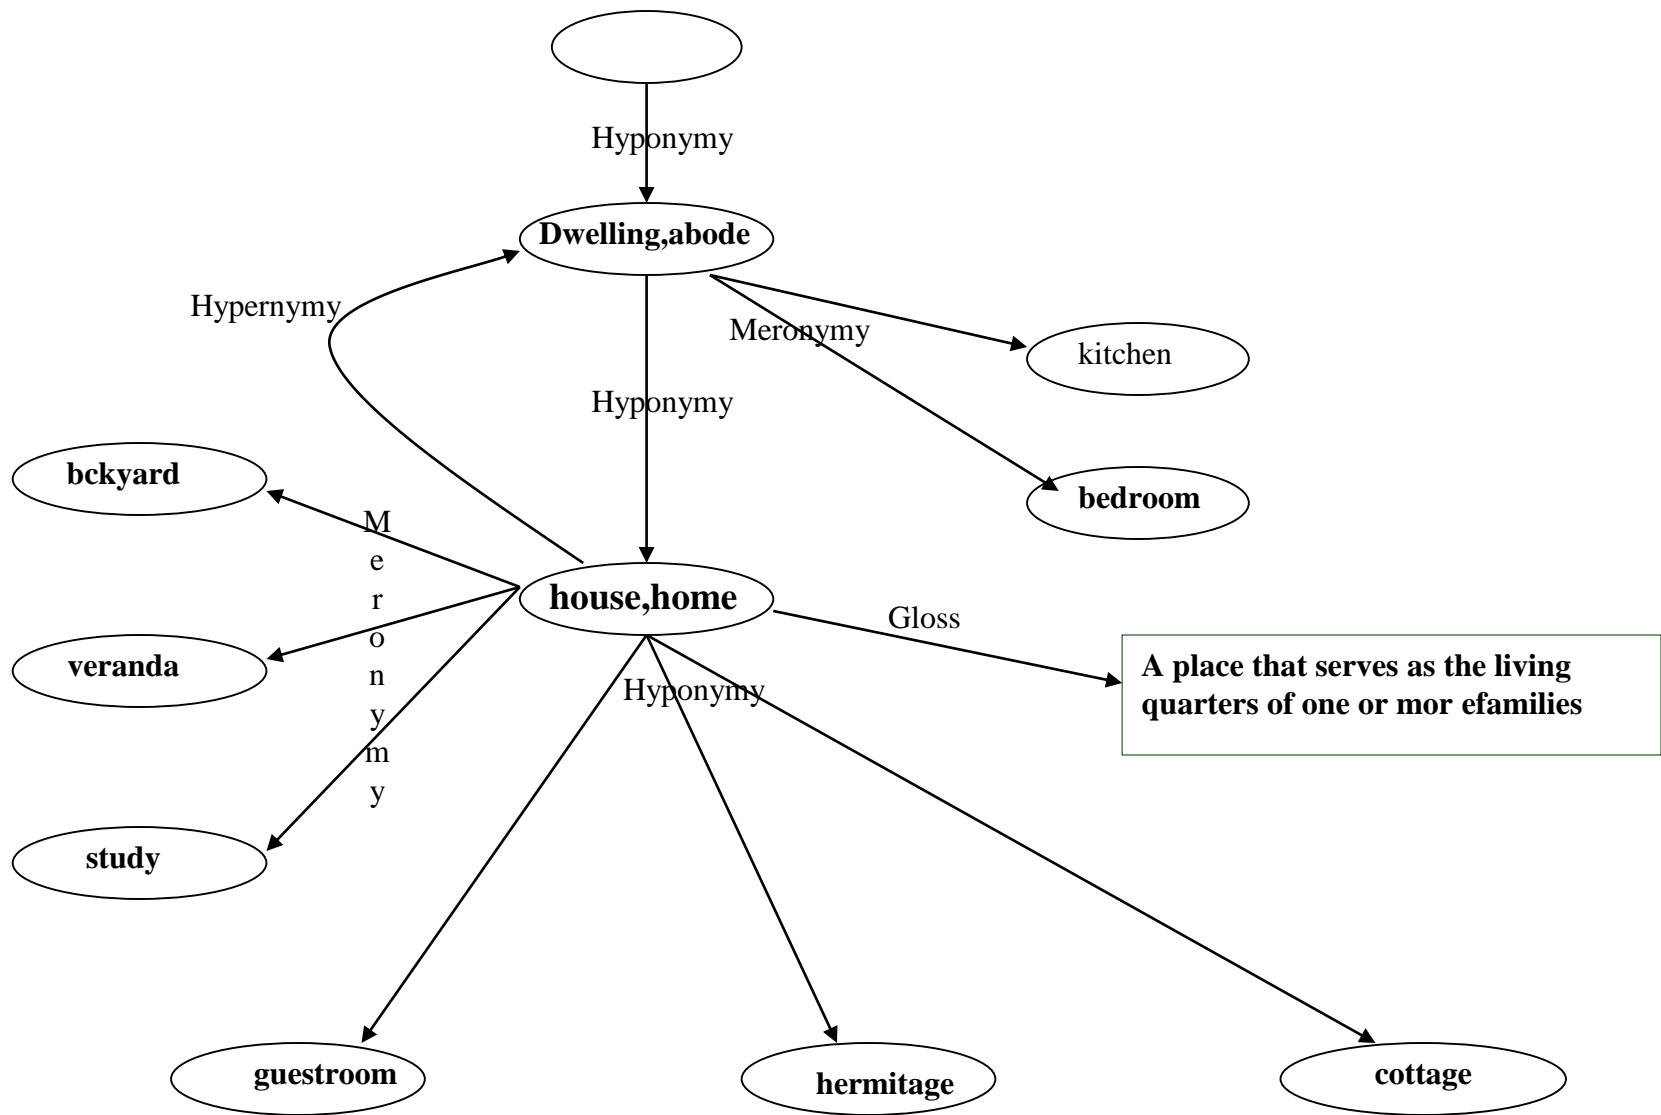 Hyponymy
Dwelling,abode
Hypernymy
Meronymy
kitchen
Hyponymy
bckyard
bedroom
M
e
r
o
n
y
m
y
house,home
Gloss
veranda
A place that serves as the living
quarters of one or mor efamilies
Hyponymy
study
guestroom
hermitage
cottage